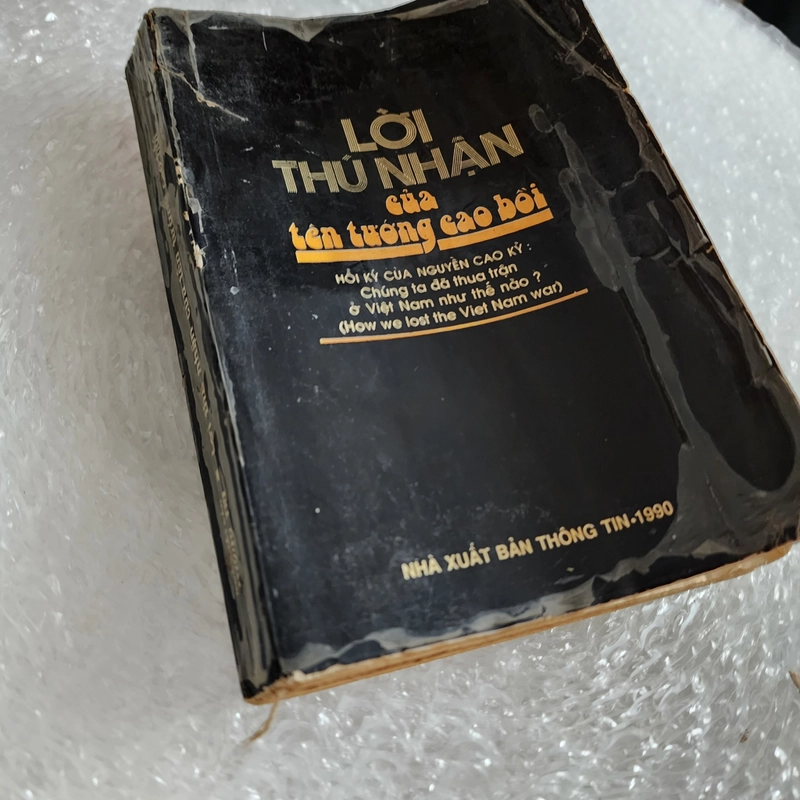 LỜI
THÚ NHẬN
của
tên tướng cao bồi
HỒI KÝ CỦA NGUYỄN CAO KỲ:
Chúng ta đã thua trận
ở Việt Nam như thế nào?
(How we lost the Viet Nam war)
NHÀ XUẤT BẢN THÔNG TIN-1990